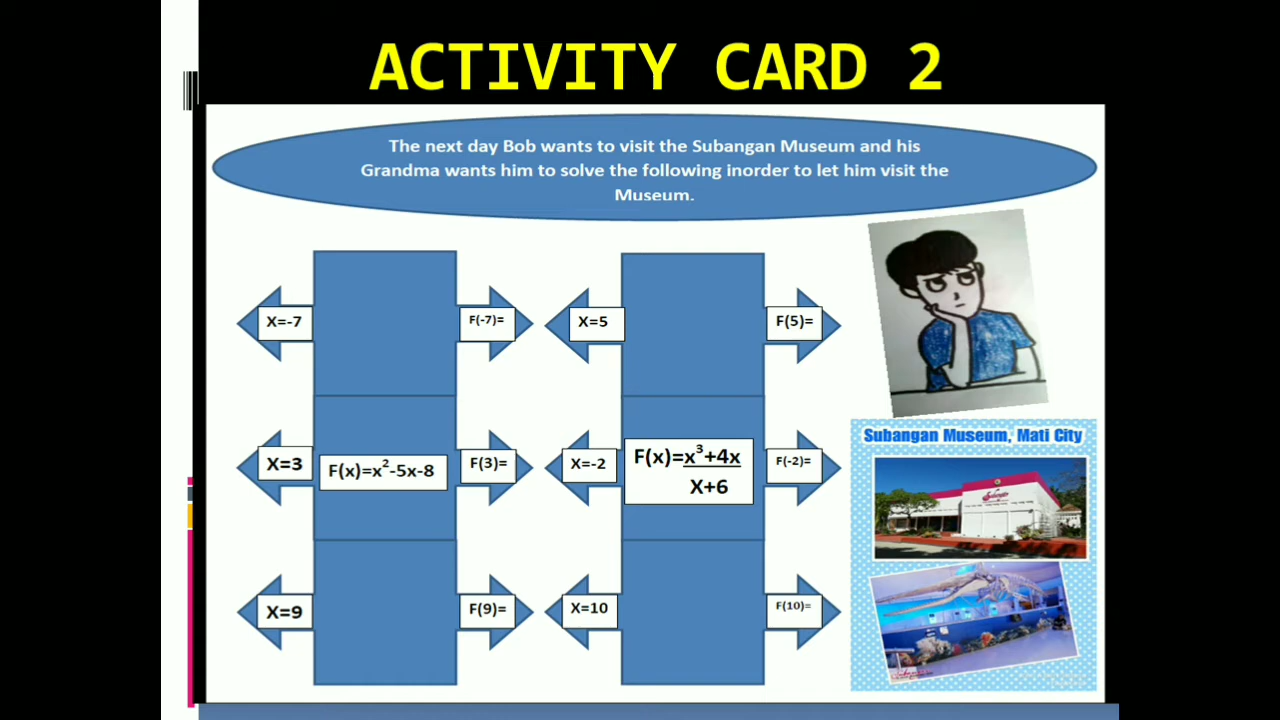 ACTIVITY CARD 2
The next day Bob wants to visit the Subangan Museum and his
Grandma wants him to solve the following inorder to let him visit the
Museum.
X=-7
F(-7)=
X=5
F(5)=
X=3
F(x)=x²-5x-8
F(3)=
X=-2
F(x)=x³+4x
X+6
F(-2)=
X=9
F(9)=
X=10
F(10)=
Subangan Museum, Mati City